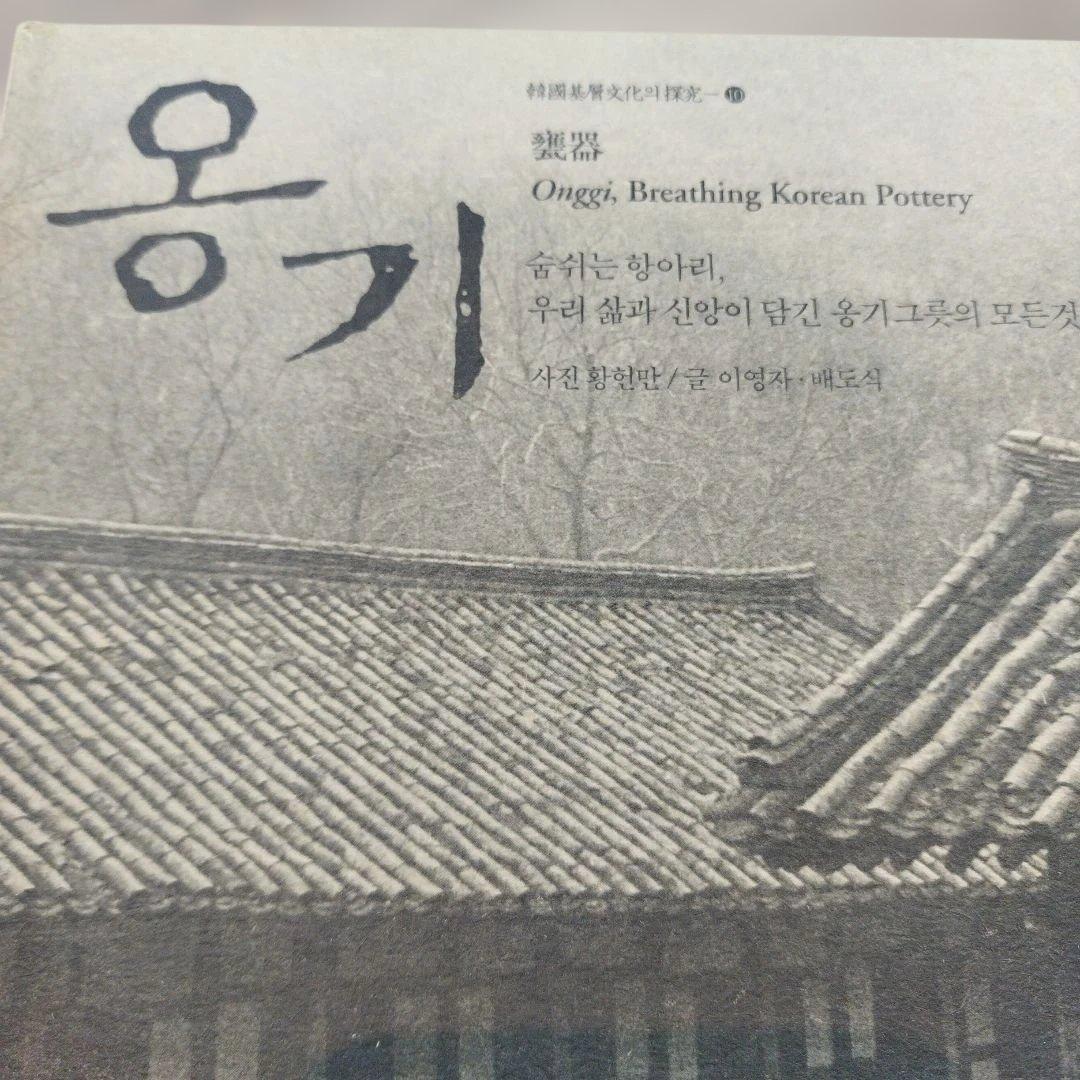 옹기
韓國基層文化의 探究—⑩
甕器
Onggi, Breathing Korean Pottery
숨쉬는 항아리,
우리 삶과 신앙이 담긴 옹기그릇의 모든것
사진 황헌만 / 글 이영자·배도식